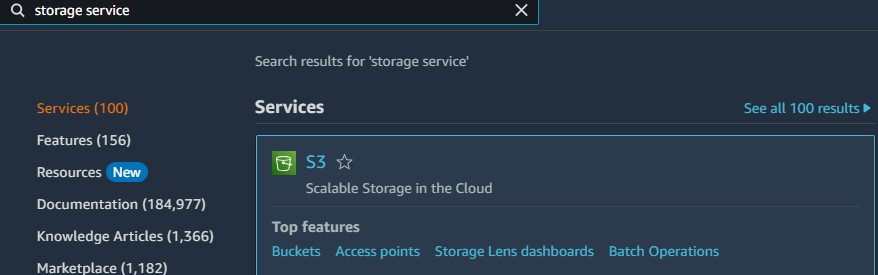 storage service
Search results for 'storage service'
Services (100)
Features (156)
Resources New
Documentation (184,977)
Knowledge Articles (1,366)
Marketplace (1,182)
Services
See all 100 results
S3
Scalable Storage in the Cloud
Top features
Buckets Access points Storage Lens dashboards Batch Operations